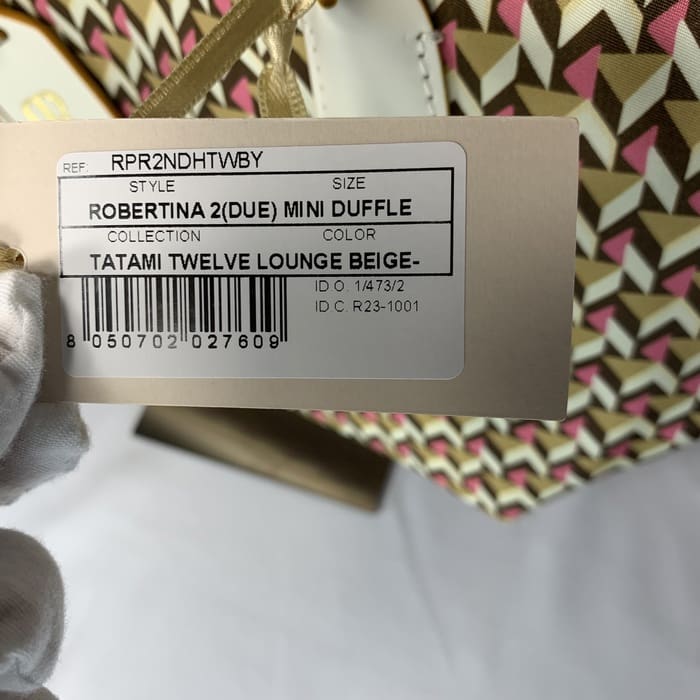 REF: RPR2NDHTWBY
STYLE SIZE
ROBERTINA 2(DUE) MINI DUFFLE
COLLECTION COLOR
TATAMI TWELVE LOUNGE BEIGE-
ID O. 1/473/2
ID C. R23-1001
8 050702 027609